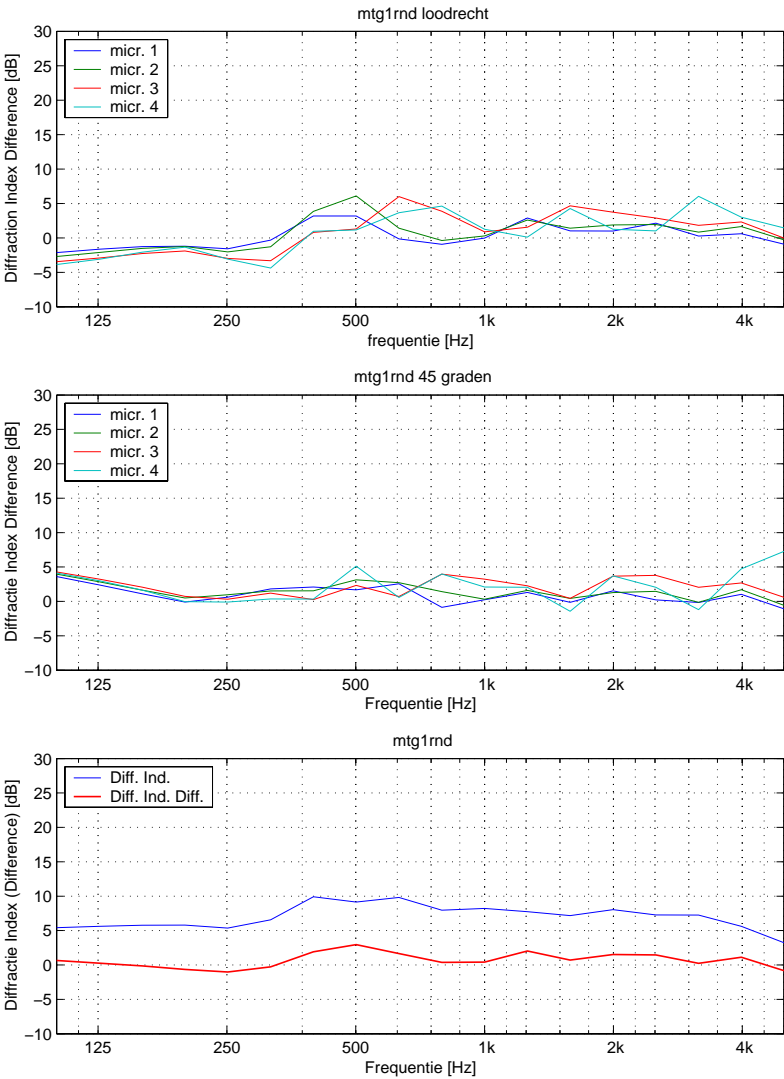 mtg1rnd loodrecht
Diffraction Index Difference [dB]
30
25
20
15
10
5
0
−5
−10
micr. 1
micr. 2
micr. 3
micr. 4
125 250 500 1k 2k 4k
frequentie [Hz]
mtg1rnd 45 graden
Diffractie Index Difference [dB]
30
25
20
15
10
5
0
−5
−10
micr. 1
micr. 2
micr. 3
micr. 4
125 250 500 1k 2k 4k
Frequentie [Hz]
mtg1rnd
Diffractie Index (Difference) [dB]
30
25
20
15
10
5
0
−5
−10
Diff. Ind.
Diff. Ind. Diff.
125 250 500 1k 2k 4k
Frequentie [Hz]